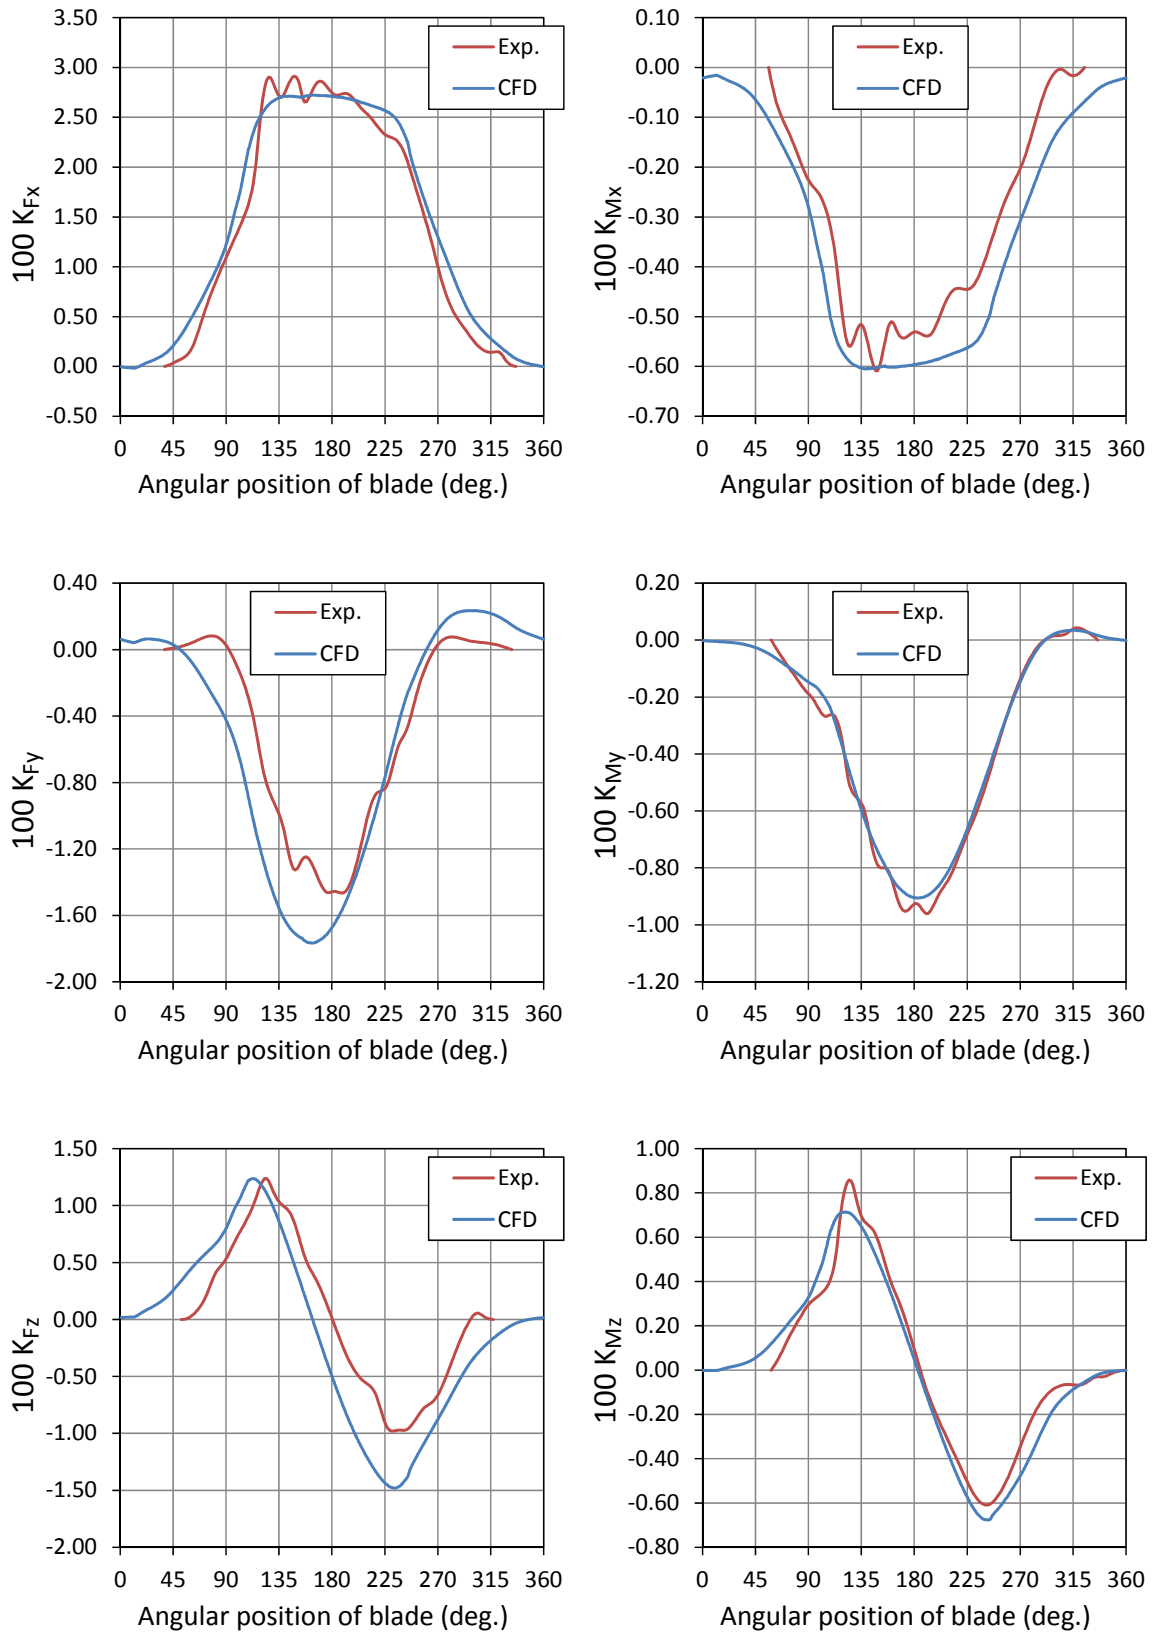 3.50
3.00
2.50
2.00
1.50
1.00
0.50
0.00
-0.50
100 K_Fx
Exp.
CFD
0 45 90 135 180 225 270 315 360
Angular position of blade (deg.)
0.10
0.00
-0.10
-0.20
-0.30
-0.40
-0.50
-0.60
-0.70
100 K_Mx
Exp.
CFD
0 45 90 135 180 225 270 315 360
Angular position of blade (deg.)
0.40
0.00
-0.40
-0.80
-1.20
-1.60
-2.00
100 K_Fy
Exp.
CFD
0 45 90 135 180 225 270 315 360
Angular position of blade (deg.)
0.20
0.00
-0.20
-0.40
-0.60
-0.80
-1.00
-1.20
100 K_My
Exp.
CFD
0 45 90 135 180 225 270 315 360
Angular position of blade (deg.)
1.50
1.00
0.50
0.00
-0.50
-1.00
-1.50
-2.00
100 K_Fz
Exp.
CFD
0 45 90 135 180 225 270 315 360
Angular position of blade (deg.)
1.00
0.80
0.60
0.40
0.20
0.00
-0.20
-0.40
-0.60
-0.80
100 K_Mz
Exp.
CFD
0 45 90 135 180 225 270 315 360
Angular position of blade (deg.)